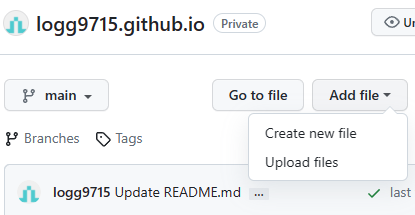 logg9715.github.io Private
main Go to file Add file
Create new file
Upload files
Branches Tags
logg9715 Update README.md ... last